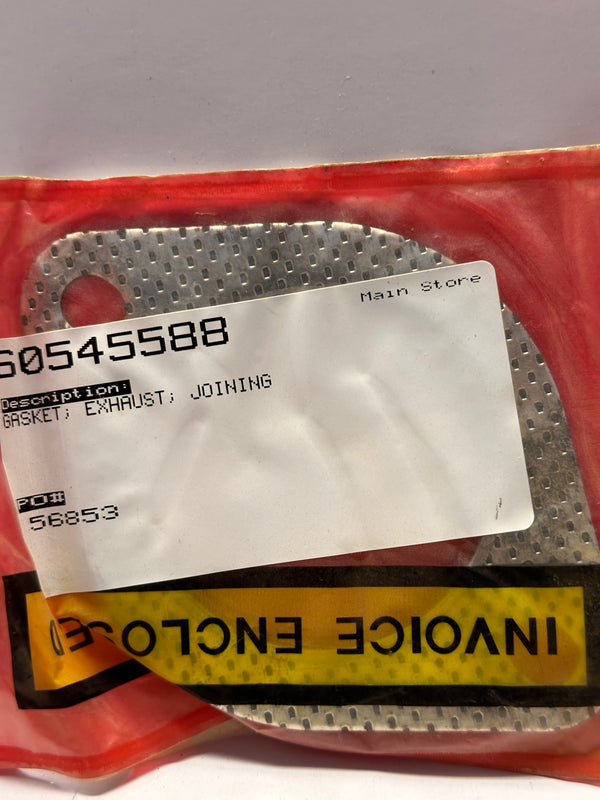 Main Store
60545588
Description:
GASKET; EXHAUST; JOINING
PO#
56853
INVOICE ENCLOSED